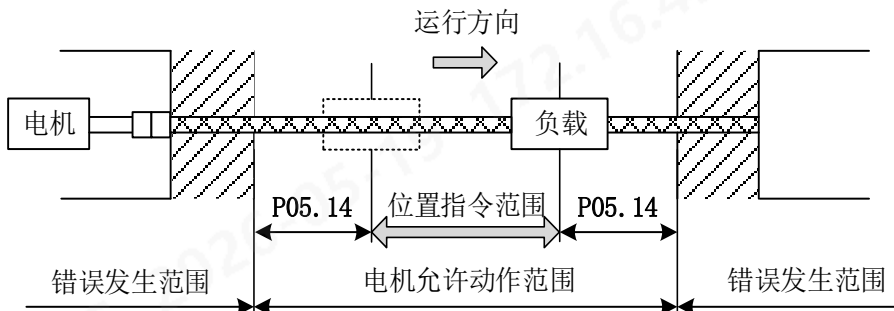 运行方向
电机
负载
P05.14
位置指令范围
P05.14
错误发生范围
电机允许动作范围
错误发生范围